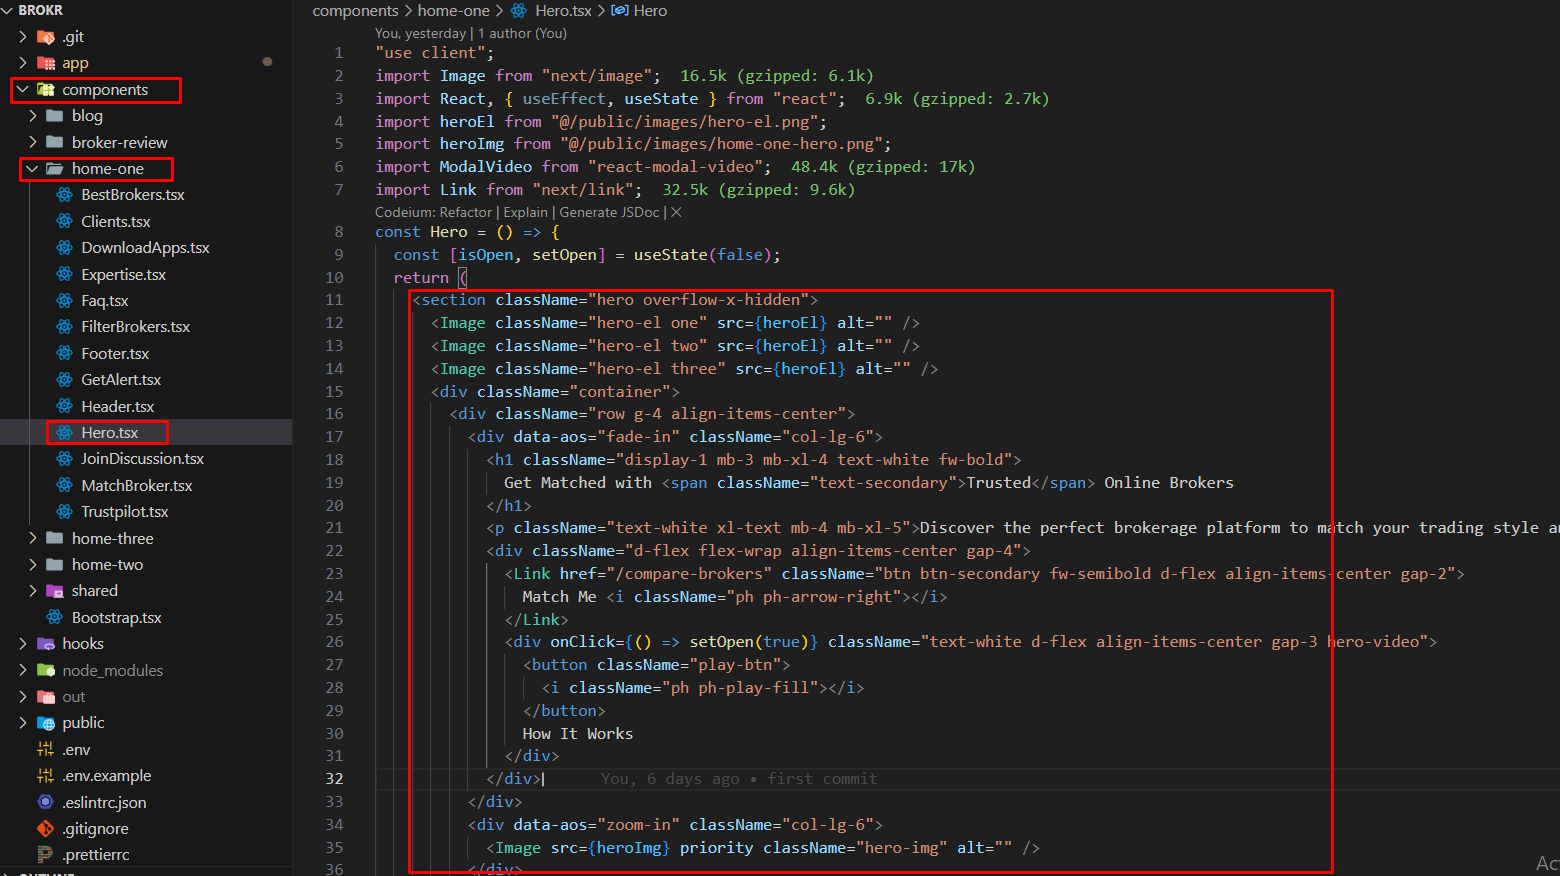 BROKR
.git
app
components
blog
broker-review
home-one
BestBrokers.tsx
Clients.tsx
DownloadApps.tsx
Expertise.tsx
Faq.tsx
FilterBrokers.tsx
Footer.tsx
GetAlert.tsx
Header.tsx
Hero.tsx
JoinDiscussion.tsx
MatchBroker.tsx
Trustpilot.tsx
home-three
home-two
shared
Bootstrap.tsx
hooks
node_modules
out
public
.env
.env.example
.eslintrc.json
.gitignore
.prettierrc
OUTLINE
components > home-one > Hero.tsx > Hero
You, yesterday | 1 author (You)
1 "use client";
2 import Image from "next/image"; 16.5k (gzipped: 6.1k)
3 import React, { useEffect, useState } from "react"; 6.9k (gzipped: 2.7k)
4 import heroEl from "@/public/images/hero-el.png";
5 import heroImg from "@/public/images/home-one-hero.png";
6 import ModalVideo from "react-modal-video"; 48.4k (gzipped: 17k)
7 import Link from "next/link"; 32.5k (gzipped: 9.6k)
Codeium: Refactor | Explain | Generate JSDoc | X
8 const Hero = () => {
9 const [isOpen, setOpen] = useState(false);
10 return (
11 <section className="hero overflow-x-hidden">
12 <Image className="hero-el one" src={heroEl} alt="" />
13 <Image className="hero-el two" src={heroEl} alt="" />
14 <Image className="hero-el three" src={heroEl} alt="" />
15 <div className="container">
16 <div className="row g-4 align-items-center">
17 <div data-aos="fade-in" className="col-lg-6">
18 <h1 className="display-1 mb-3 mb-xl-4 text-white fw-bold">
19 Get Matched with <span className="text-secondary">Trusted</span> Online Brokers
20 </h1>
21 <p className="text-white xl-text mb-4 mb-xl-5">Discover the perfect brokerage platform to match your trading style
22 <div className="d-flex flex-wrap align-items-center gap-4">
23 <Link href="/compare-brokers" className="btn btn-secondary fw-semibold d-flex align-items-center gap-2">
24 Match Me <i className="ph ph-arrow-right"></i>
25 </Link>
26 <div onClick={() => setOpen(true)} className="text-white d-flex align-items-center gap-3 hero-video">
27 <button className="play-btn">
28 <i className="ph ph-play-fill"></i>
29 </button>
30 How It Works
31 </div>
32 </div> You, 6 days ago • first commit
33 </div>
34 <div data-aos="zoom-in" className="col-lg-6">
35 <Image src={heroImg} priority className="hero-img" alt="" />
36 </div>